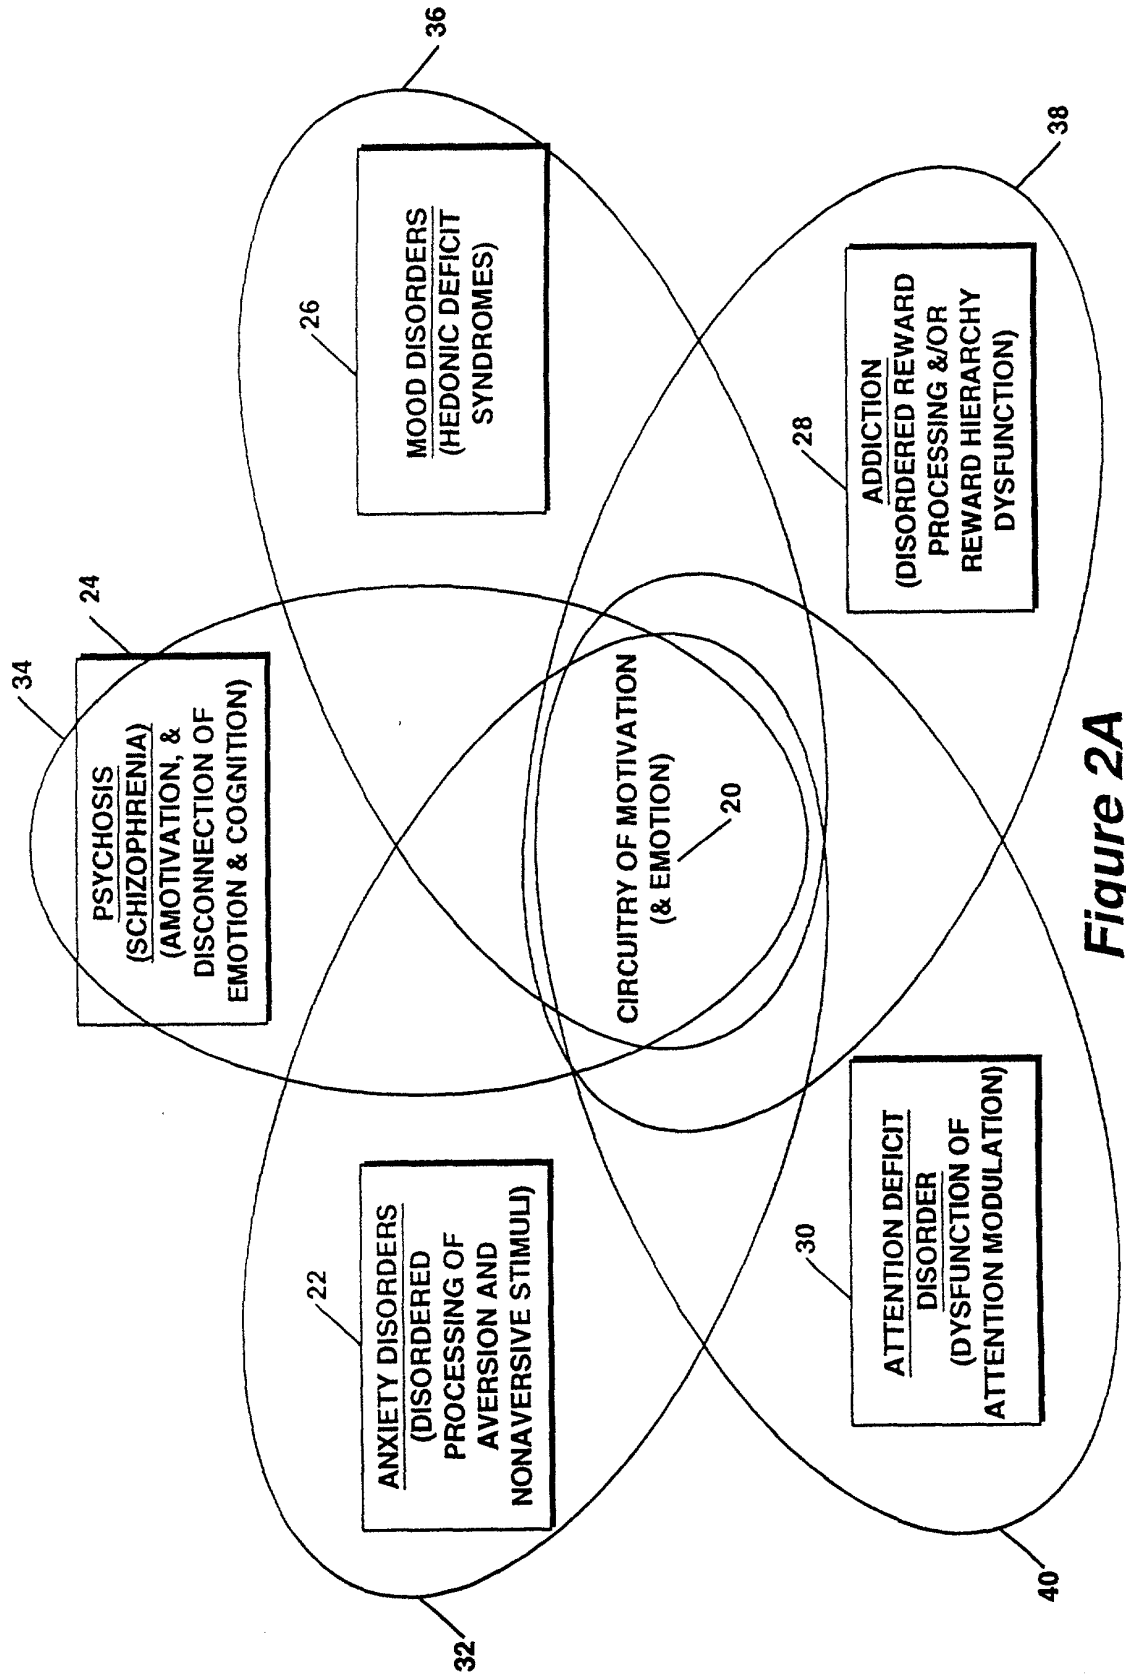 34
24
PSYCHOSIS
(SCHIZOPHRENIA)
(AMOTIVATION, &
DISCONNECTION OF
EMOTION & COGNITION)
32
22
ANXIETY DISORDERS
(DISORDERED
PROCESSING OF
AVERSION AND
NONAVERSIVE STIMULI)
26
36
MOOD DISORDERS
(HEDONIC DEFICIT
SYNDROMES)
CIRCUITRY OF MOTIVATION
(& EMOTION)
20
30
ATTENTION DEFICIT
DISORDER
(DYSFUNCTION OF
ATTENTION MODULATION)
40
28
ADDICTION
(DISORDERED REWARD
PROCESSING &/OR
REWARD HIERARCHY
DYSFUNCTION)
38
Figure 2A